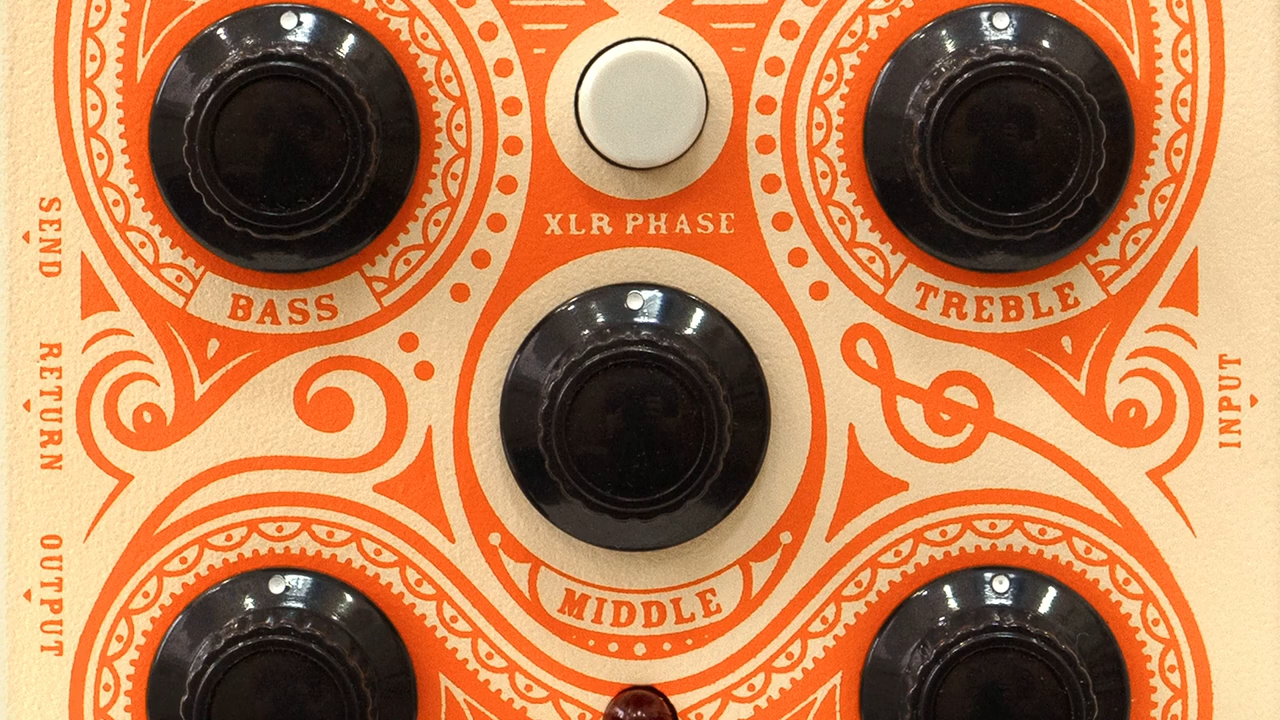 XLR PHASE
BASS
TREBLE
MIDDLE
SEND
RETURN
OUTPUT
INPUT